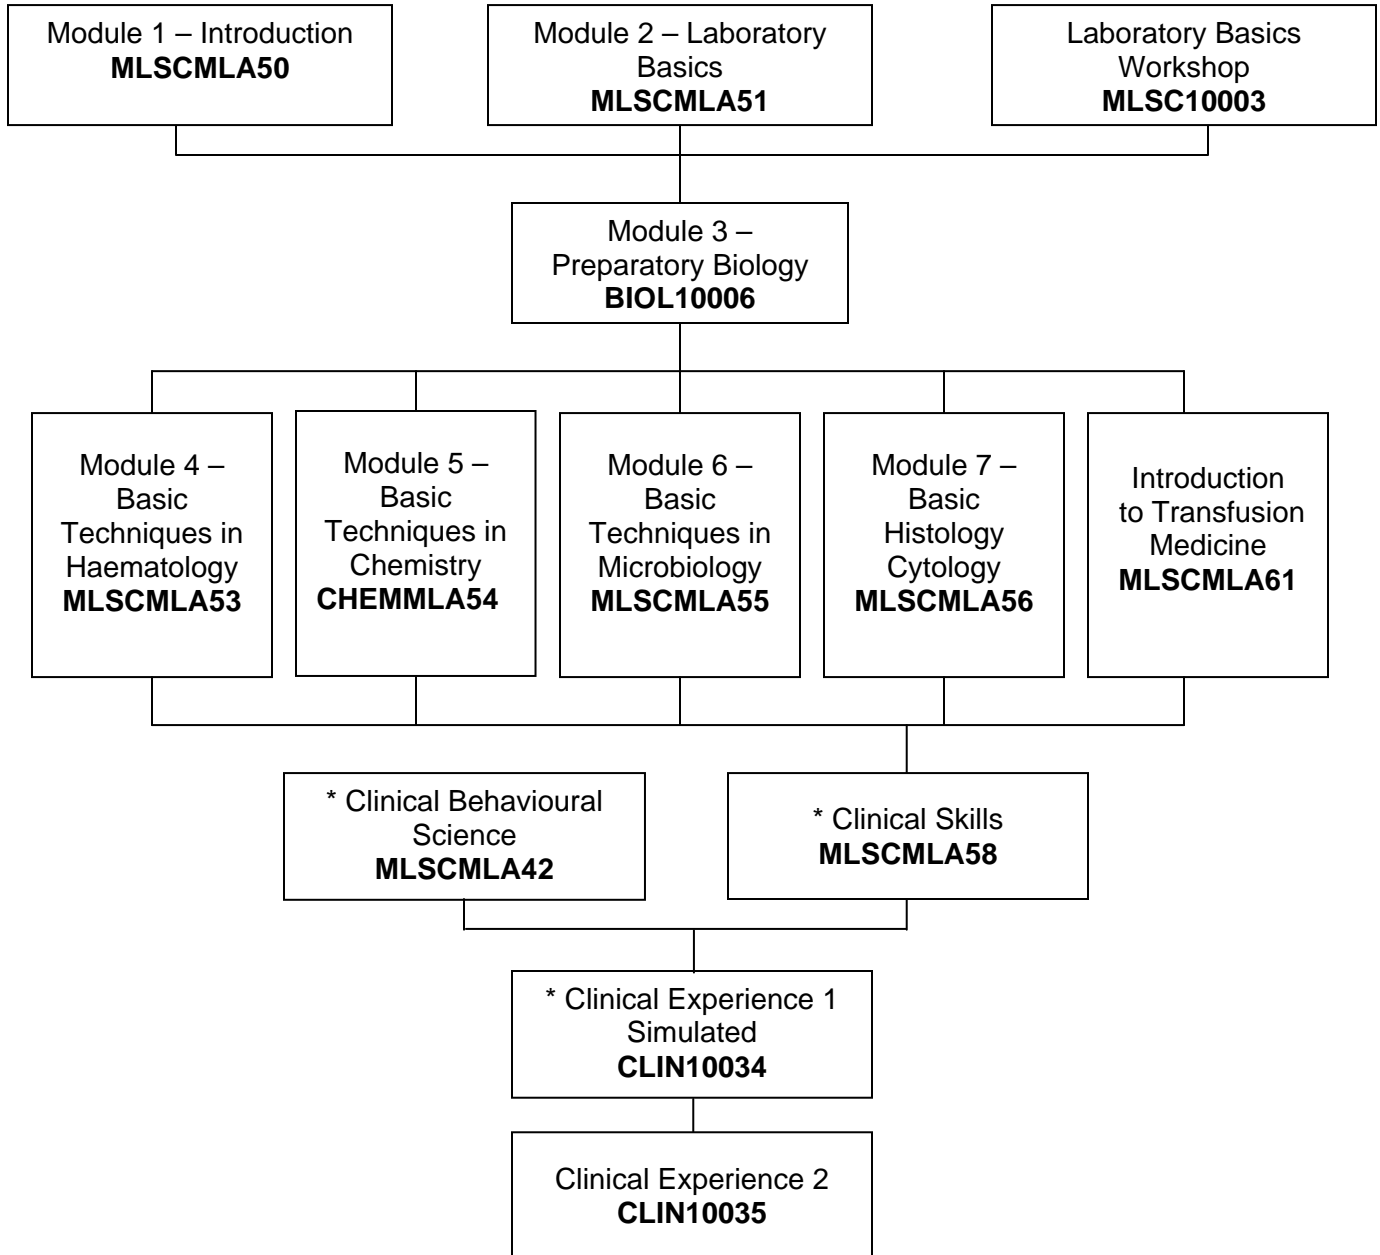 Module 1 – Introduction
MLSCMLA50
Module 2 – Laboratory
Basics
MLSCMLA51
Laboratory Basics
Workshop
MLSC10003
Module 3 –
Preparatory Biology
BIOL10006
Module 4 –
Basic
Techniques in
Haematology
MLSCMLA53
Module 5 –
Basic
Techniques in
Chemistry
CHEMMLA54
Module 6 –
Basic
Techniques in
Microbiology
MLSCMLA55
Module 7 –
Basic
Histology
Cytology
MLSCMLA56
Introduction
to Transfusion
Medicine
MLSCMLA61
* Clinical Behavioural
Science
MLSCMLA42
* Clinical Skills
MLSCMLA58
* Clinical Experience 1
Simulated
CLIN10034
Clinical Experience 2
CLIN10035